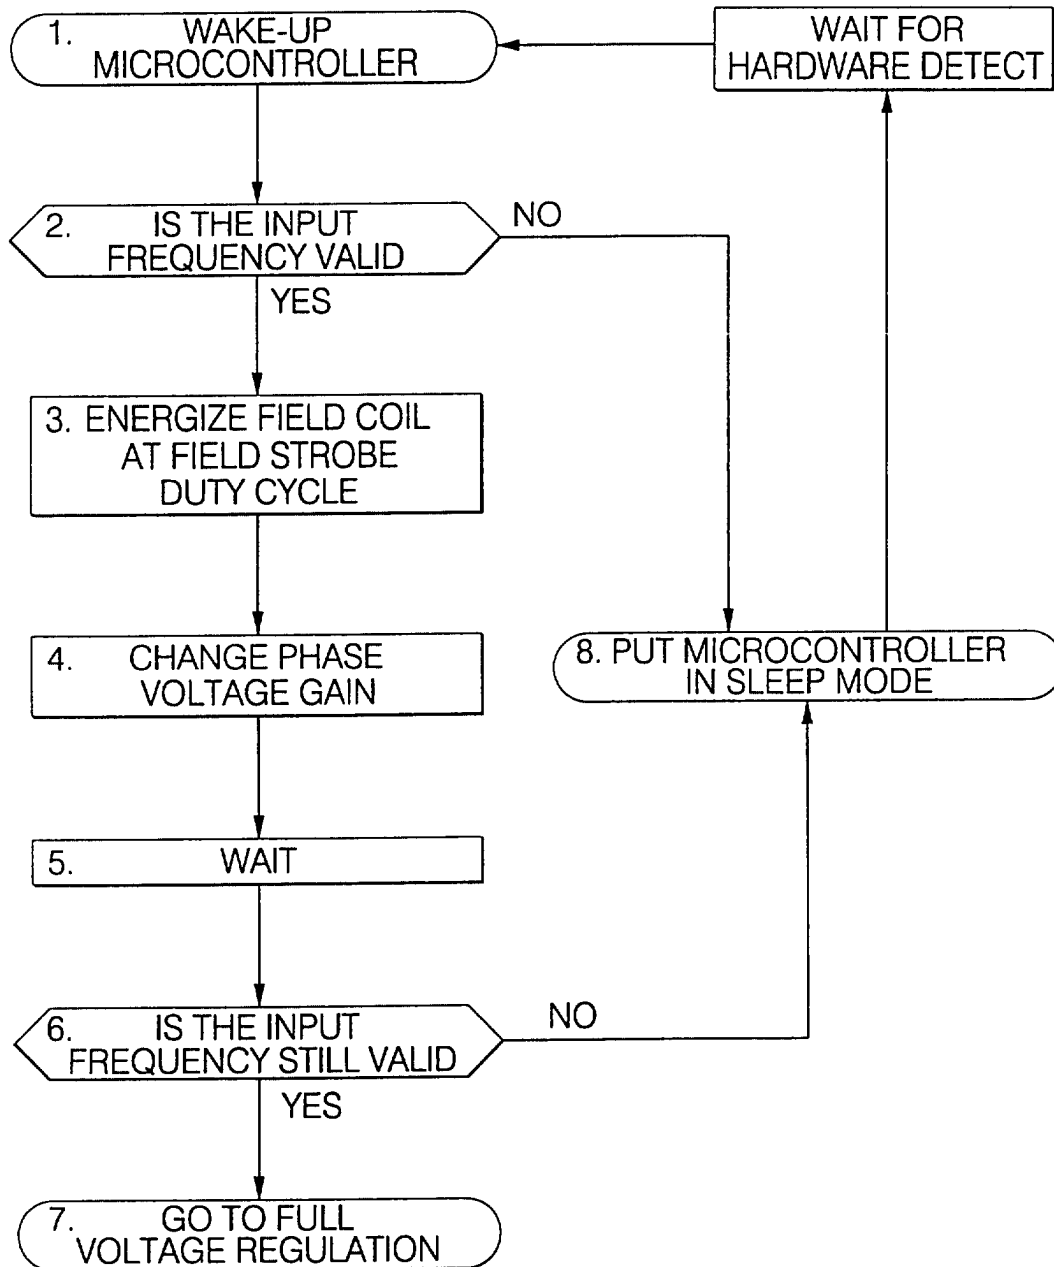 1. WAKE-UP
MICROCONTROLLER
WAIT FOR
HARDWARE DETECT
2. IS THE INPUT
FREQUENCY VALID
NO
YES
3. ENERGIZE FIELD COIL
AT FIELD STROBE
DUTY CYCLE
4. CHANGE PHASE
VOLTAGE GAIN
8. PUT MICROCONTROLLER
IN SLEEP MODE
5. WAIT
6. IS THE INPUT
FREQUENCY STILL VALID
NO
YES
7. GO TO FULL
VOLTAGE REGULATION